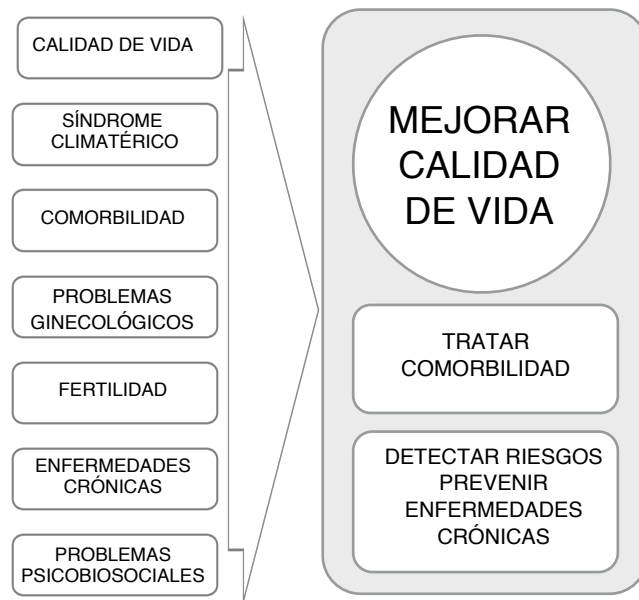 CALIDAD DE VIDA
SÍNDROME
CLIMATÉRICO
COMORBILIDAD
PROBLEMAS
GINECOLÓGICOS
FERTILIDAD
ENFERMEDADES
CRÓNICAS
PROBLEMAS
PSICOBIOSOCIALES
MEJORAR
CALIDAD
DE VIDA
TRATAR
COMORBILIDAD
DETECTAR RIESGOS
PREVENIR
ENFERMEDADES
CRÓNICAS